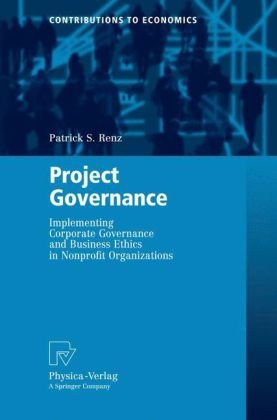 CONTRIBUTIONS TO ECONOMICS
Patrick S. Renz
Project
Governance
Implementing
Corporate Governance
and Business Ethics
in Nonprofit Organizations
Physica-Verlag
A Springer Company